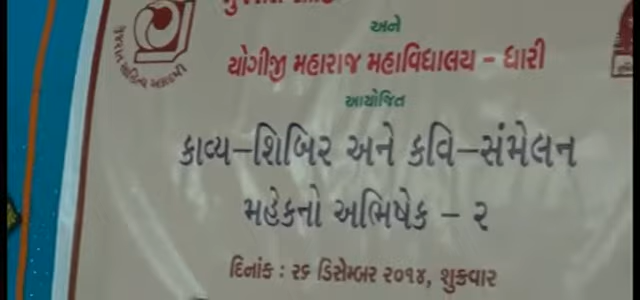 અને
યોગીજી મહારાજ મહાવિદ્યાલય - ધારી
આયોજિત
કાવ્ય-શિબિર અને કવિ-સંમેલન
મહેકનો અભિષેક - ૨
દિનાંક : ૨૬ ડિસેમ્બર ૨૦૧૪, શુક્રવાર